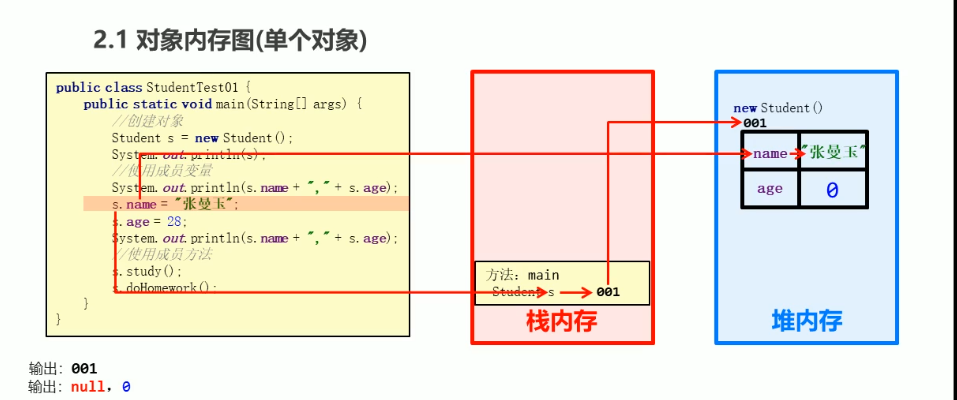 2.1 对象内存图(单个对象)
public class StudentTest01 {
public static void main(String[] args) {
//创建对象
Student s = new Student();
System.out.println(s);
//使用成员变量
System.out.println(s.name + "," + s.age);
s.name = "张曼玉";
s.age = 28;
System.out.println(s.name + "," + s.age);
//使用成员方法
s.study();
s.doHomework();
}
}
方法: main
Student s 001
栈内存
new Student()
001
name "张曼玉"
age 0
堆内存
输出: 001
输出: null, 0